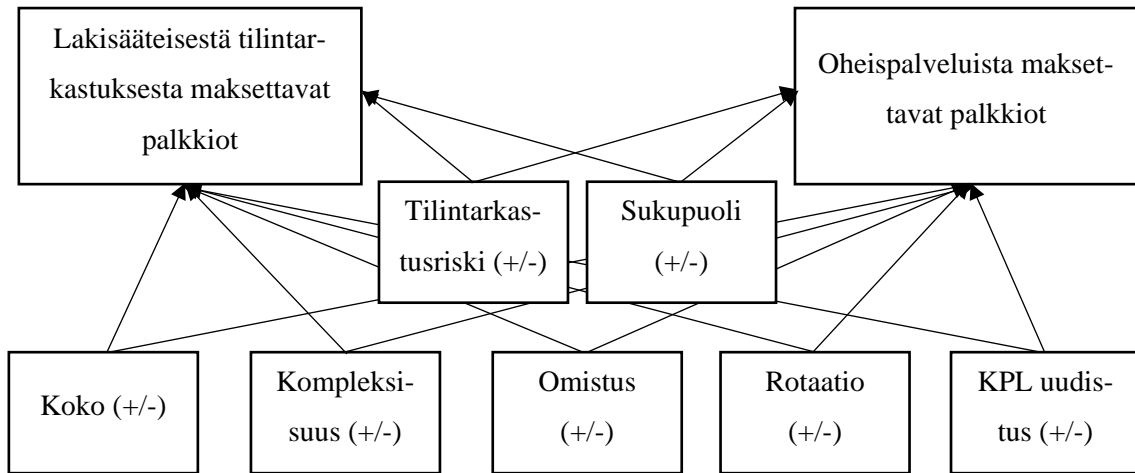 Lakisääteisestä tilintar-
kastuksesta maksettavat
palkkiot
Oheispalveluista makset-
tavat palkkiot
Tilintarkas-
tusriski (+/-)
Sukupuoli
(+/-)
Koko (+/-)
Kompleksi-
suus (+/-)
Omistus
(+/-)
Rotaatio
(+/-)
KPL uudis-
tus (+/-)